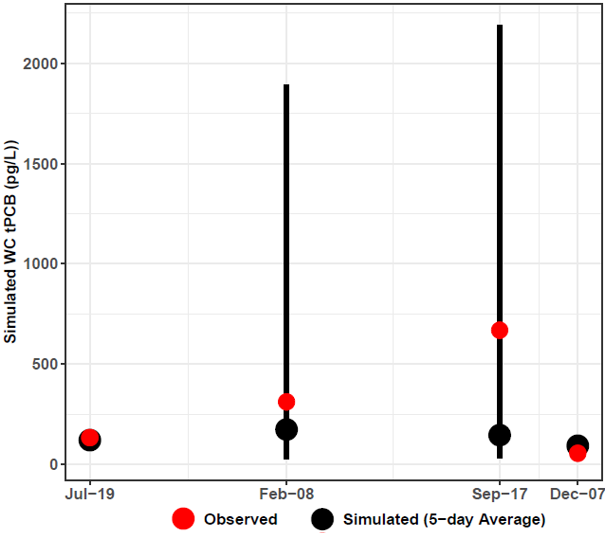 Simulated WC tPCB (pg/L))
2000
1500
1000
500
0
Jul−19 Feb−08 Sep−17 Dec−07
Observed Simulated (5−day Average)